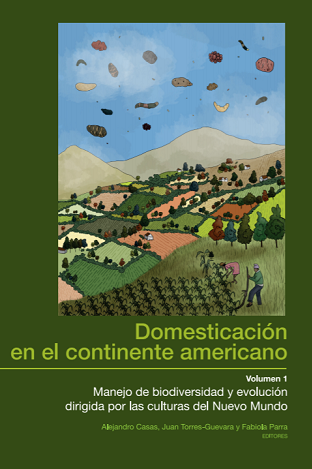 Domesticación
en el continente americano
Volumen 1
Manejo de biodiversidad y evolución
dirigida por las culturas del Nuevo Mundo
Alejandro Casas, Juan Torres-Guevara y Fabiola Parra
EDITORES